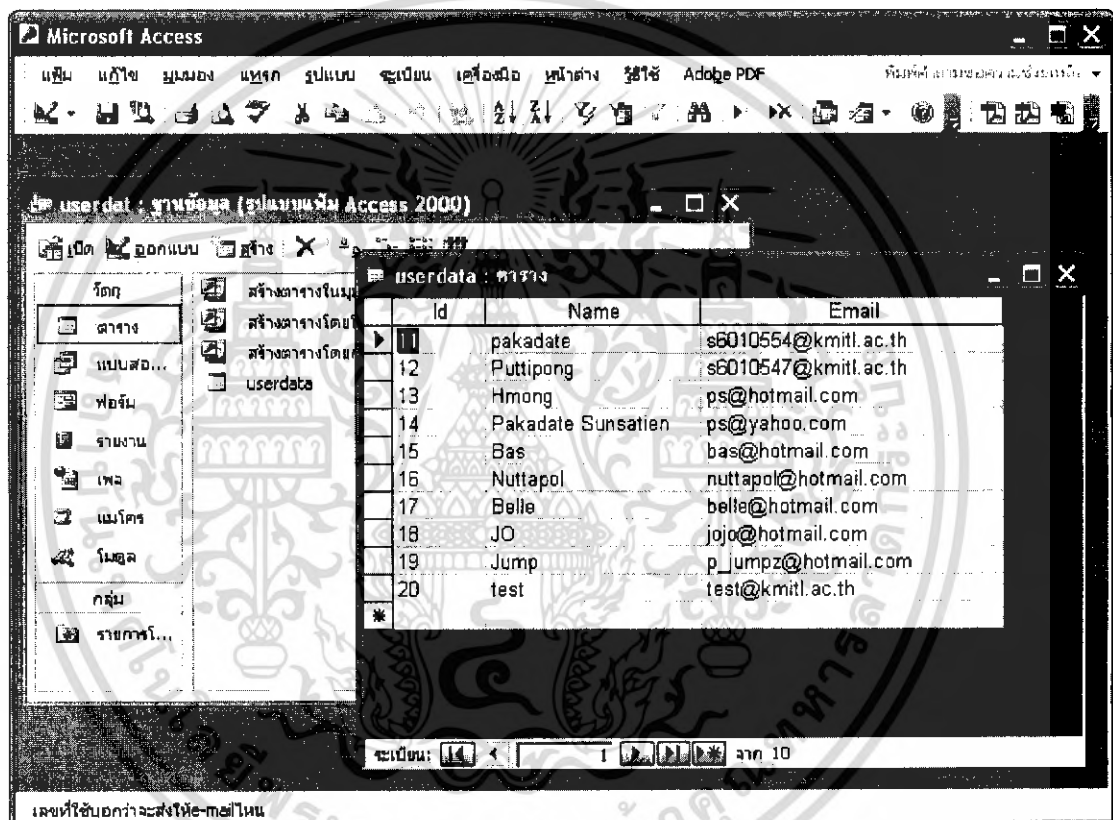 Microsoft Access
แฟ้ม แก้ไข มุมมอง แทรก รูปแบบ ระเบียน เครื่องมือ หน้าต่าง วิธีใช้ Adobe PDF
userdat : ฐานข้อมูล (รูปแบบแฟ้ม Access 2000)
เปิด ออกแบบ สร้าง
วัตถุ
ตาราง
แบบสอ...
ฟอร์ม
รายงาน
เพจ
แมโคร
โมดูล
กลุ่ม
รายการโ...
สร้างตารางในมุม
สร้างตารางโดยใ
สร้างตารางโดยก
userdata
userdata : ตาราง
Id Name Email
11 pakadate s6010554@kmitl.ac.th
12 Puttipong s6010547@kmitl.ac.th
13 Hmong ps@hotmail.com
14 Pakadate Sunsatien ps@yahoo.com
15 Bas bas@hotmail.com
16 Nuttapol nuttapol@hotmail.com
17 Belle belle@hotmail.com
18 JO jojo@hotmail.com
19 Jump p_jumpz@hotmail.com
20 test test@kmitl.ac.th
ระเบียน: 1 จาก 10
เลขที่ใช้บอกว่าจะส่งให้e-mailไหน